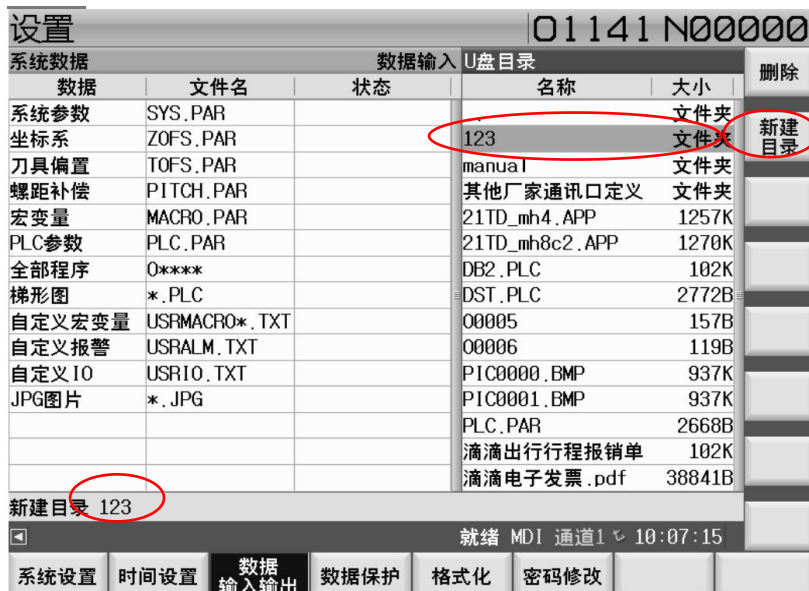 设置 O1141 N00000
系统数据 数据输入 U盘目录
数据 文件名 状态 名称 大小
系统参数 SYS.PAR .. 文件夹
坐标系 ZOFS.PAR 123 文件夹
刀具偏置 TOFS.PAR manual 文件夹
螺距补偿 PITCH.PAR 其他厂家通讯口定义 文件夹
宏变量 MACRO.PAR 21TD_mh4.APP 1257K
PLC参数 PLC.PAR 21TD_mh8c2.APP 1270K
全部程序 O**** DB2.PLC 102K
梯形图 *.PLC DST.PLC 2772B
自定义宏变量 USRMACRO*.TXT O0005 157B
自定义报警 USRALM.TXT O0006 119B
自定义IO USRIO.TXT PIC0000.BMP 937K
JPG图片 *.JPG PIC0001.BMP 937K
PLC.PAR 2668B
滴滴出行行程报销单 102K
滴滴电子发票.pdf 38841B
新建目录 123
就绪 MDI 通道1 10:07:15
系统设置 时间设置 数据 输入输出 数据保护 格式化 密码修改
删除
新建
目录